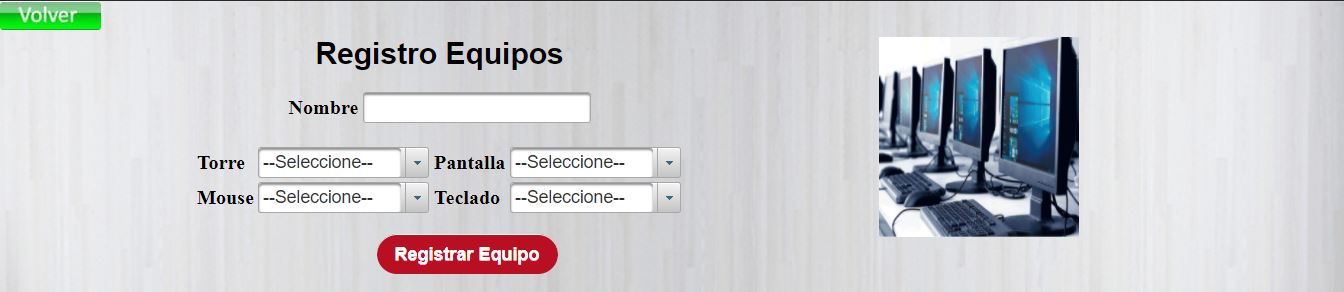 Volver
Registro Equipos
Nombre
Torre --Seleccione-- Pantalla --Seleccione--
Mouse --Seleccione-- Teclado --Seleccione--
Registrar Equipo